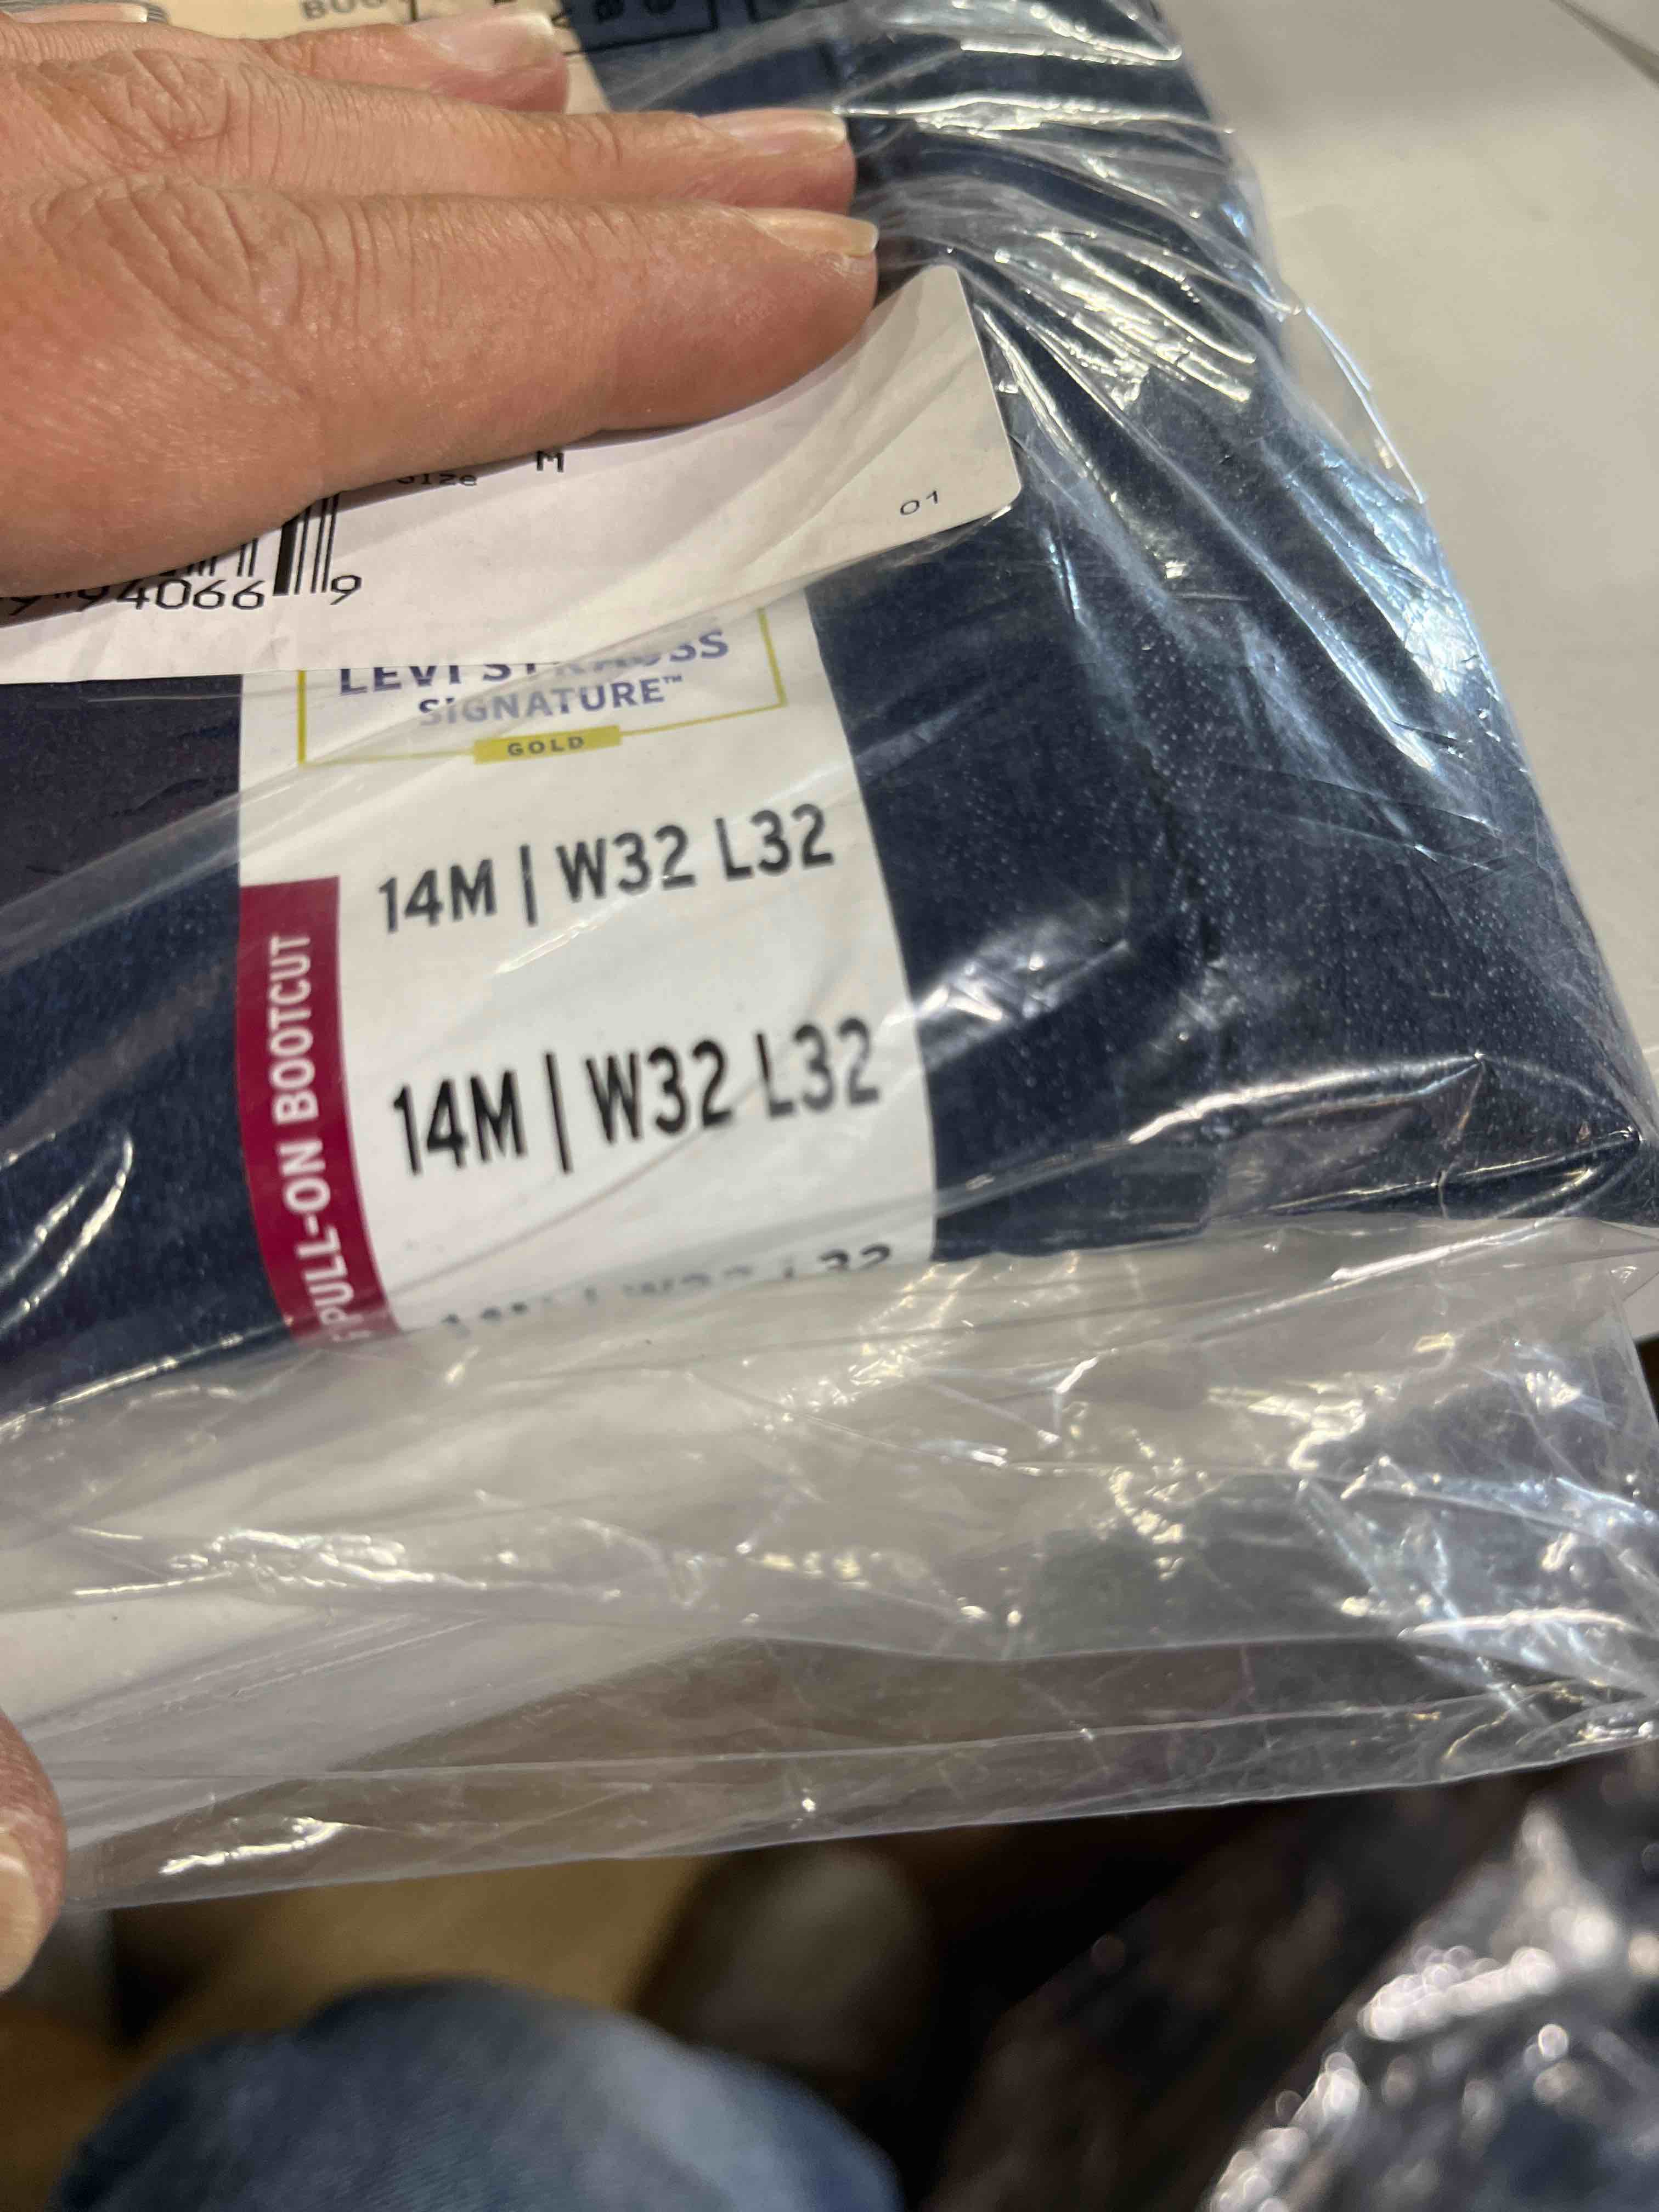 Size M
01
94066 9
LEVI STRAUSS
SIGNATURE™
GOLD
14M | W32 L32
PULL-ON BOOTCUT
14M | W32 L32